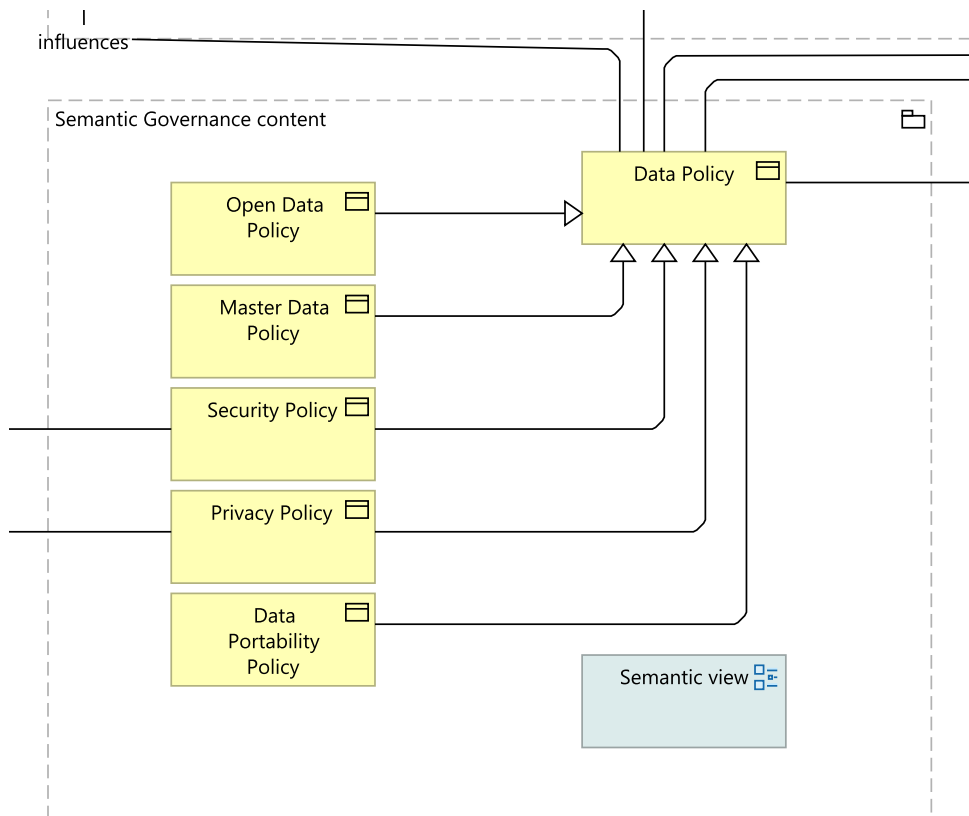 influences
Semantic Governance content
Data Policy
Open Data
Policy
Master Data
Policy
Security Policy
Privacy Policy
Data
Portability
Policy
Semantic view